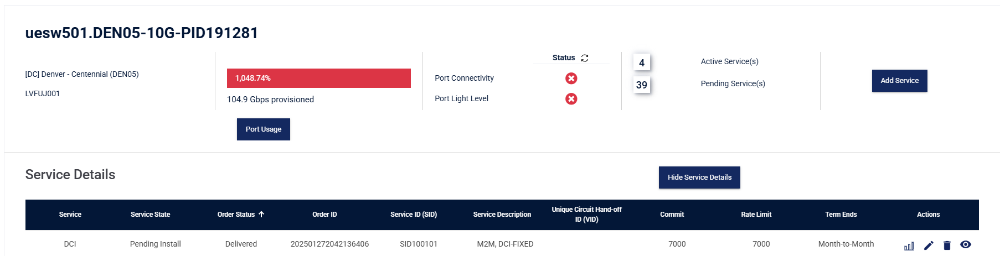 uesw501.DEN05-10G-PID191281
[DC] Denver - Centennial (DEN05)
LVFUJ001
1,048.74%
104.9 Gbps provisioned
Port Usage
Status
Port Connectivity
Port Light Level
4 Active Service(s)
39 Pending Service(s)
Add Service
Service Details
Hide Service Details
Service Service State Order Status Order ID Service ID (SID) Service Description Unique Circuit Hand-off ID (VID) Commit Rate Limit Term Ends Actions
DCI Pending Install Delivered 202501272042136406 SID100101 M2M, DCI-FIXED 7000 7000 Month-to-Month